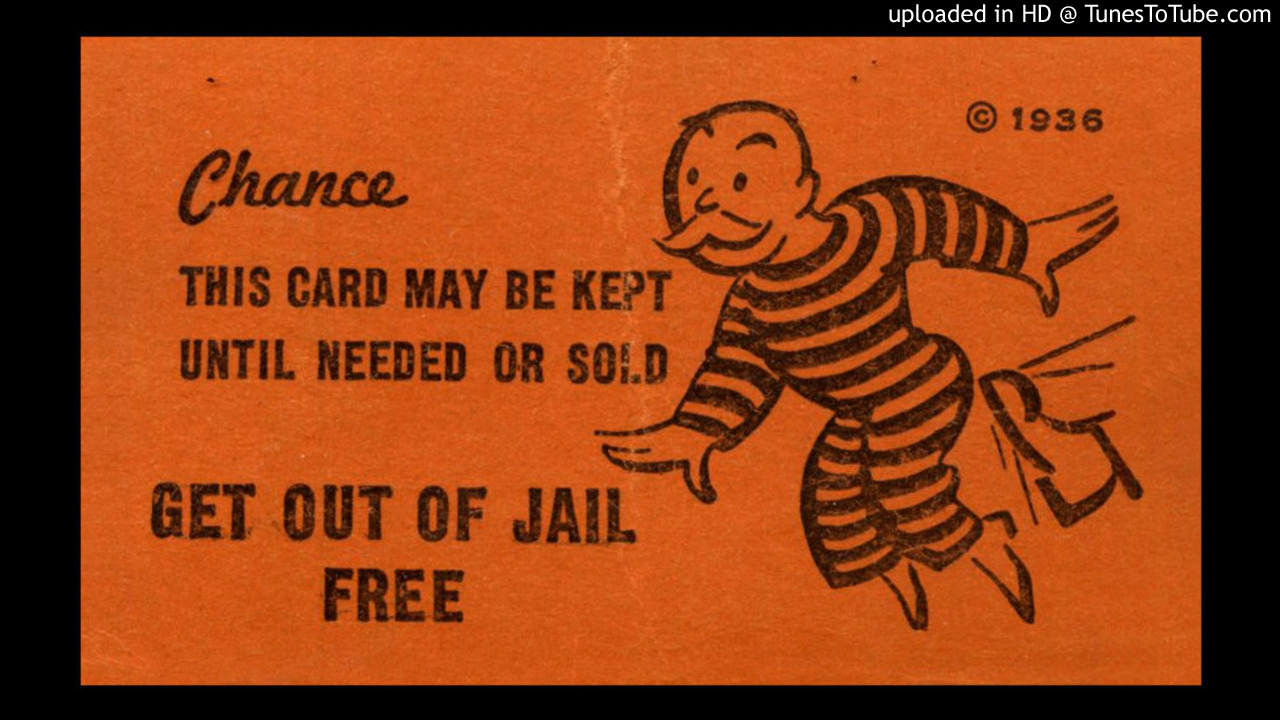 uploaded in HD @ TunesToTube.com
© 1936
Chance
THIS CARD MAY BE KEPT
UNTIL NEEDED OR SOLD
GET OUT OF JAIL
FREE